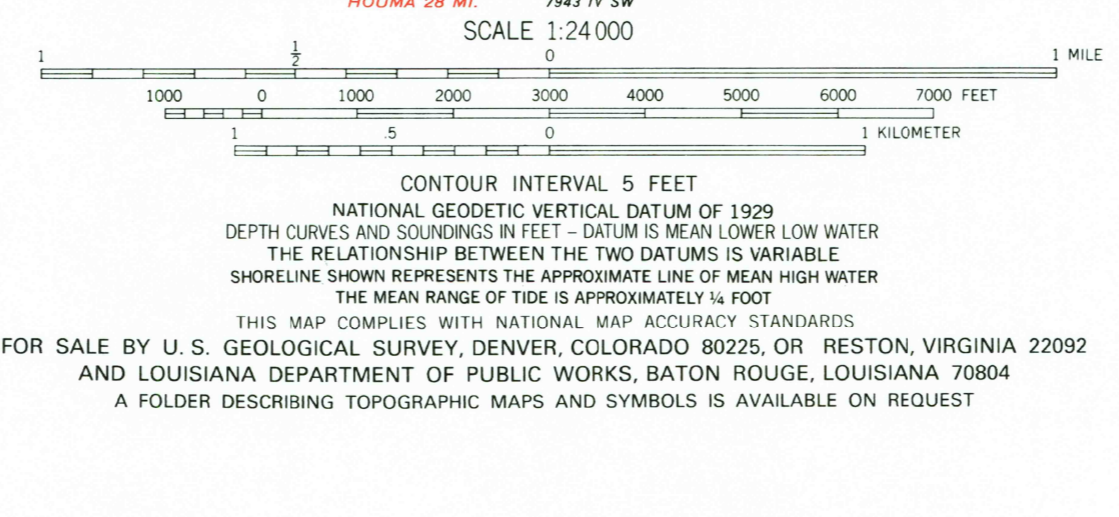 HOUMA 28 MI. 7943 IV SW
SCALE 1:24 000
1 ½ 0 1 MILE
1000 0 1000 2000 3000 4000 5000 6000 7000 FEET
1 .5 0 1 KILOMETER
CONTOUR INTERVAL 5 FEET
NATIONAL GEODETIC VERTICAL DATUM OF 1929
DEPTH CURVES AND SOUNDINGS IN FEET – DATUM IS MEAN LOWER LOW WATER
THE RELATIONSHIP BETWEEN THE TWO DATUMS IS VARIABLE
SHORELINE SHOWN REPRESENTS THE APPROXIMATE LINE OF MEAN HIGH WATER
THE MEAN RANGE OF TIDE IS APPROXIMATELY ¼ FOOT
THIS MAP COMPLIES WITH NATIONAL MAP ACCURACY STANDARDS
FOR SALE BY U. S. GEOLOGICAL SURVEY, DENVER, COLORADO 80225, OR RESTON, VIRGINIA 22092
AND LOUISIANA DEPARTMENT OF PUBLIC WORKS, BATON ROUGE, LOUISIANA 70804
A FOLDER DESCRIBING TOPOGRAPHIC MAPS AND SYMBOLS IS AVAILABLE ON REQUEST